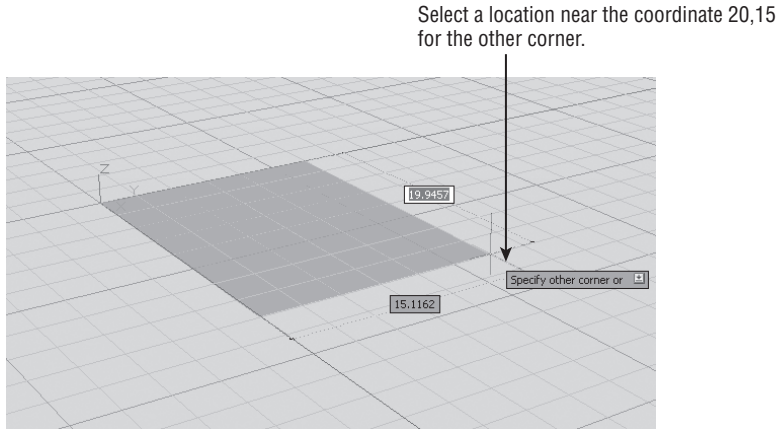 Select a location near the coordinate 20,15
for the other corner.
Z
Y
19.9457
Specify other corner or
15.1162